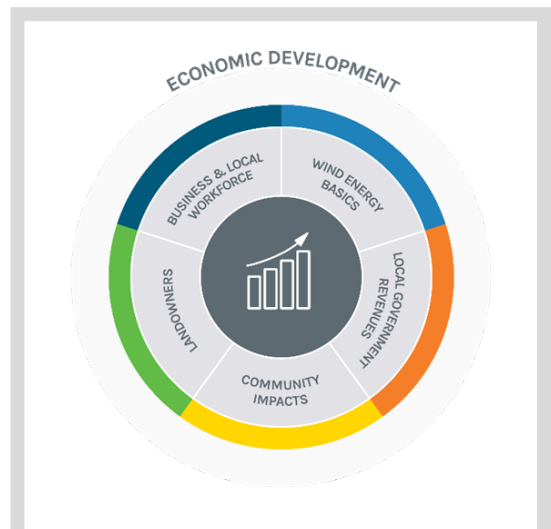 ECONOMIC DEVELOPMENT
BUSINESS & LOCAL
WORKFORCE
WIND ENERGY
BASICS
LANDOWNERS
LOCAL GOVERNMENT
REVENUES
COMMUNITY
IMPACTS